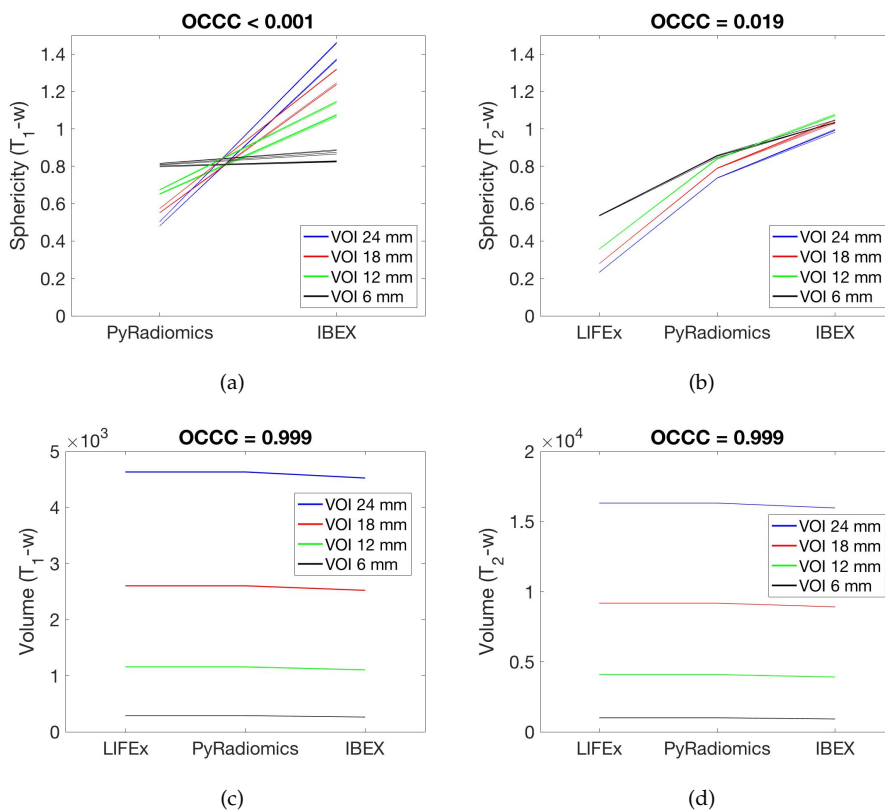 OCCC < 0.001
Sphericity (T_1-w)
1.4
1.2
1
0.8
0.6
0.4
0.2
0
VOI 24 mm
VOI 18 mm
VOI 12 mm
VOI 6 mm
PyRadiomics IBEX
(a)
OCCC = 0.019
Sphericity (T_2-w)
1.4
1.2
1
0.8
0.6
0.4
0.2
0
VOI 24 mm
VOI 18 mm
VOI 12 mm
VOI 6 mm
LIFEx PyRadiomics IBEX
(b)
×10^3
OCCC = 0.999
Volume (T_1-w)
5
4
3
2
1
0
VOI 24 mm
VOI 18 mm
VOI 12 mm
VOI 6 mm
LIFEx PyRadiomics IBEX
(c)
×10^4
OCCC = 0.999
Volume (T_2-w)
2
1.5
1
0.5
0
VOI 24 mm
VOI 18 mm
VOI 12 mm
VOI 6 mm
LIFEx PyRadiomics IBEX
(d)